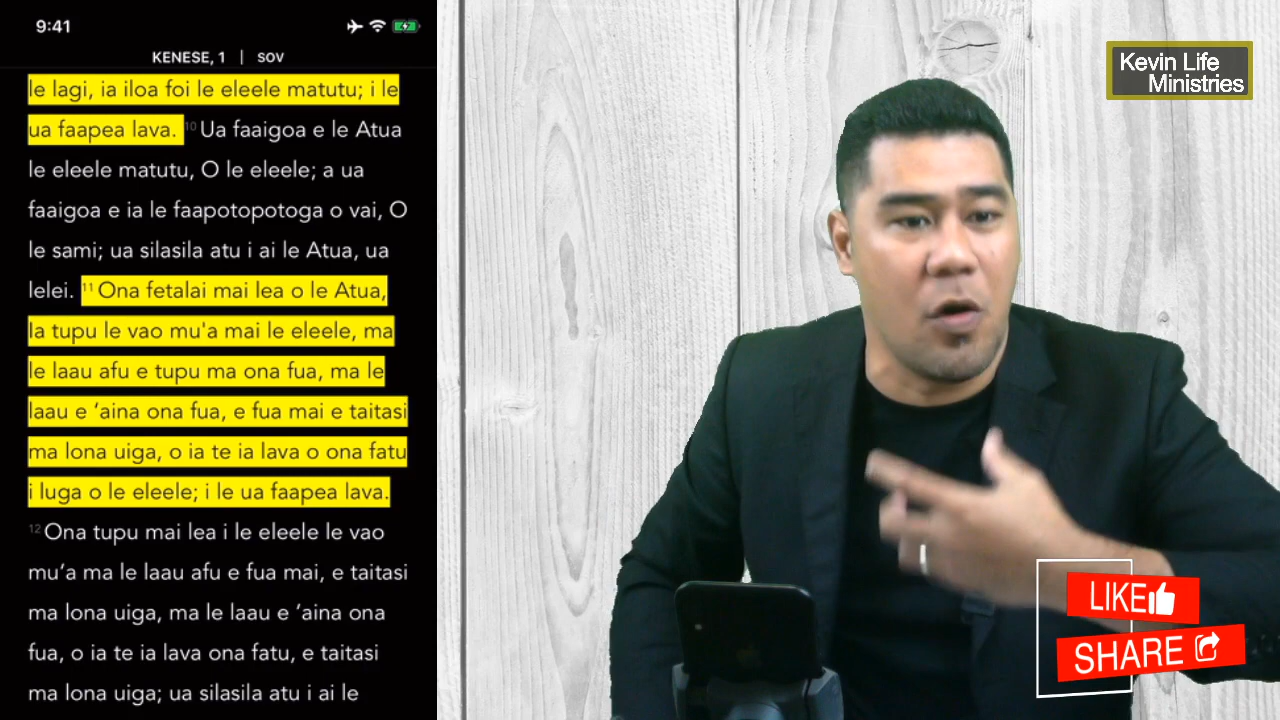 9:41
KENESE, 1 | SOV
le lagi, ia iloa foi le eleele matutu; i le
ua faapea lava. 10 Ua faaigoa e le Atua
le eleele matutu, O le eleele; a ua
faaigoa e ia le faapotopotoga o vai, O
le sami; ua silasila atu i ai le Atua, ua
lelei. 11 Ona fetalai mai lea o le Atua,
Ia tupu le vao mu'a mai le eleele, ma
le laau afu e tupu ma ona fua, ma le
laau e ‘aina ona fua, e fua mai e taitasi
ma lona uiga, o ia te ia lava o ona fatu
i luga o le eleele; i le ua faapea lava.
12 Ona tupu mai lea i le eleele le vao
mu‘a ma le laau afu e fua mai, e taitasi
ma lona uiga, ma le laau e ‘aina ona
fua, o ia te ia lava ona fatu, e taitasi
ma lona uiga; ua silasila atu i ai le
Kevin Life
Ministries
LIKE
SHARE